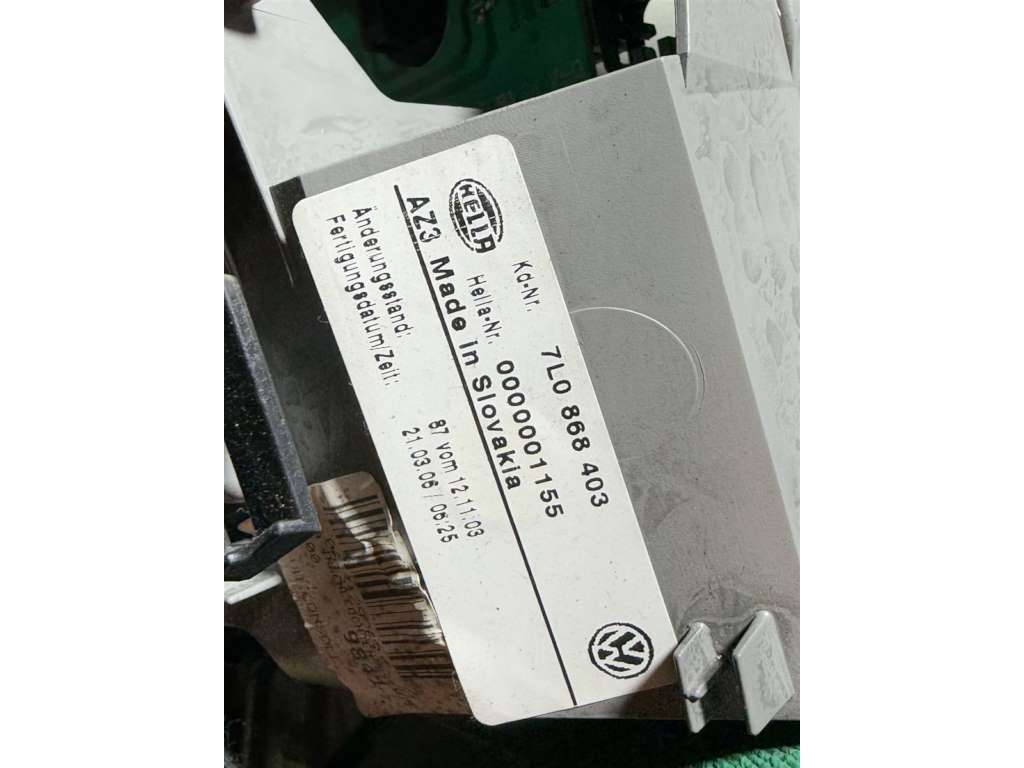 HELLA
Kd-Nr. 7L0 868 403
Hella-Nr. 0000001155
AZ3 Made in Slovakia
Änderungsstand: 87 vom 12.11.03
Fertigungsdatum/Zeit: 21.03.06 / 06:25
VW